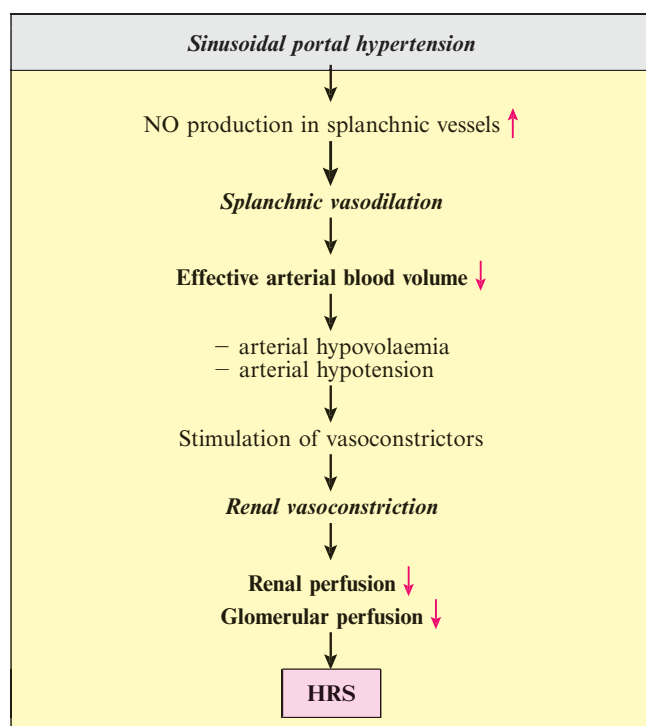 Sinusoidal portal hypertension
NO production in splanchnic vessels ↑
Splanchnic vasodilation
Effective arterial blood volume ↓
– arterial hypovolaemia
– arterial hypotension
Stimulation of vasoconstrictors
Renal vasoconstriction
Renal perfusion ↓
Glomerular perfusion ↓
HRS